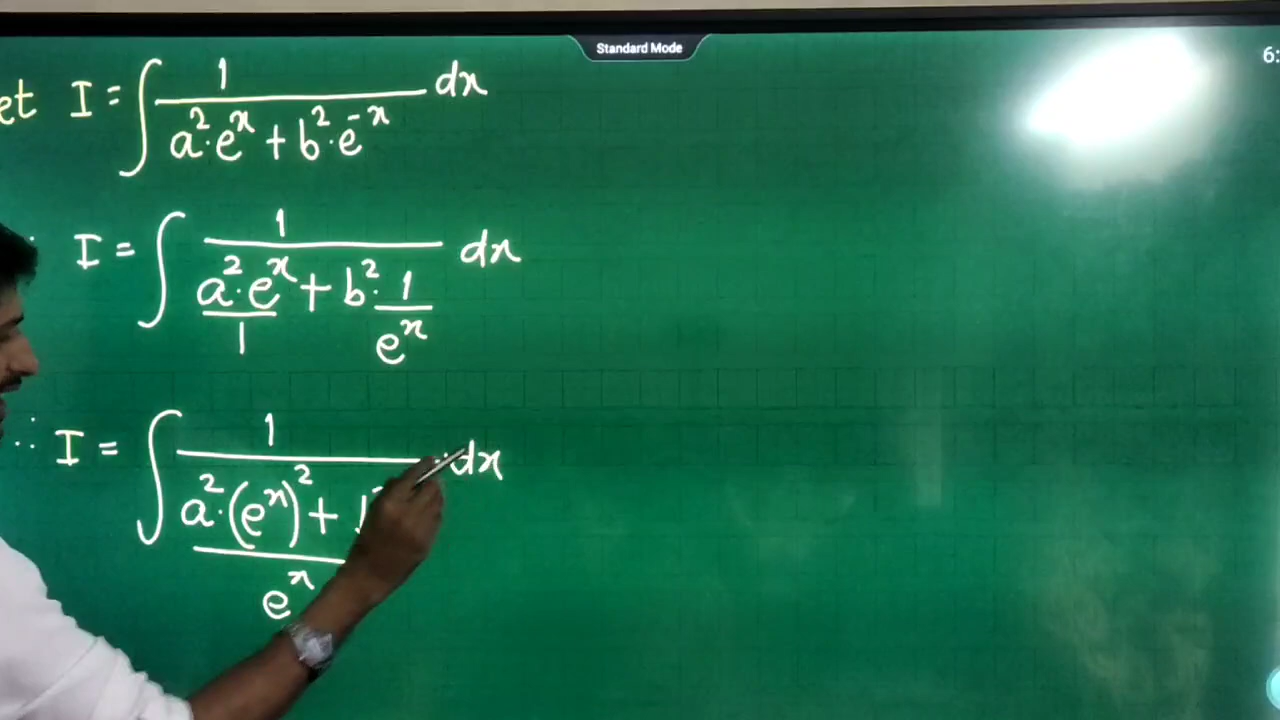 Standard Mode
6:
et I = ∫ 1 / (a²·eˣ + b²·e⁻ˣ) dx
I = ∫ 1 / (a²·eˣ / 1 + b²·1 / eˣ) dx
∴ I = ∫ 1 / (a²·(eˣ)² + / eˣ) dx